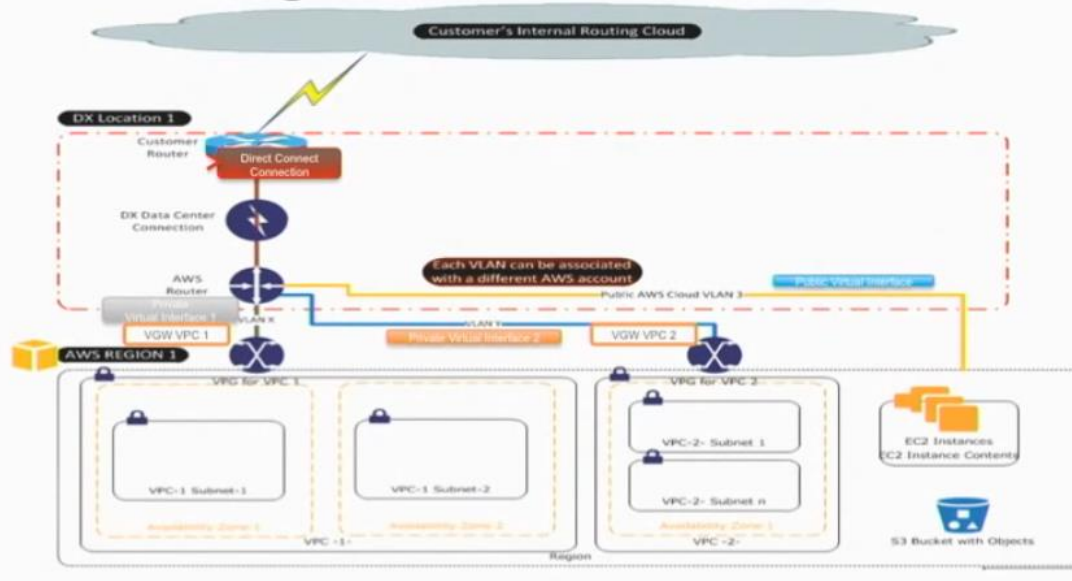 Customer's Internal Routing Cloud
DX Location 1
Customer
Router
Direct Connect
Connection
DX Data Center
Connection
AWS
Router
Each VLAN can be associated
with a different AWS account
Public Virtual Interface
Public AWS Cloud VLAN 3
Private
Virtual Interface 1
VLAN X
VLAN Y
VGW VPC 1
Private Virtual Interface 2
VGW VPC 2
AWS REGION 1
VPG for VPC 1
VPG for VPC 2
VPC-2- Subnet 1
EC2 Instances
EC2 Instance Contents
VPC-1 Subnet-1
VPC-1 Subnet-2
VPC-2- Subnet n
Availability Zone 1
Availability Zone 2
Availability Zone 1
VPC -1-
VPC -2-
S3 Bucket with Objects
Region